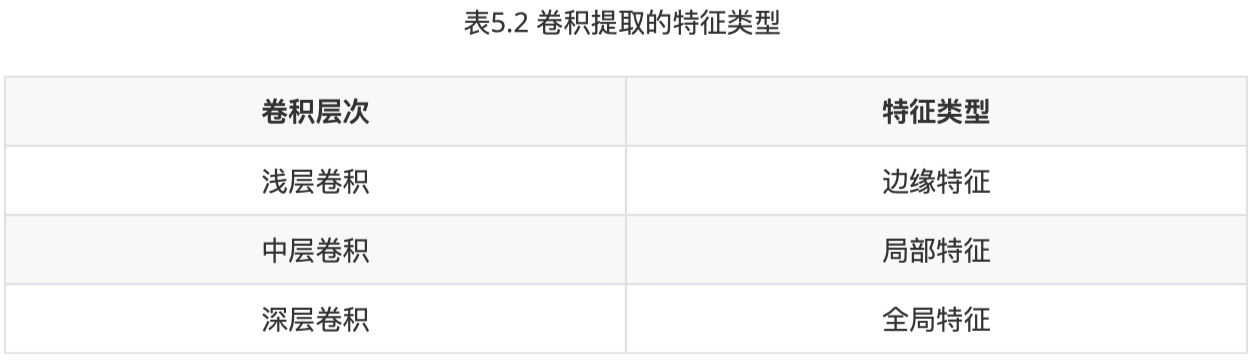 表5.2 卷积提取的特征类型
卷积层次 特征类型
浅层卷积 边缘特征
中层卷积 局部特征
深层卷积 全局特征